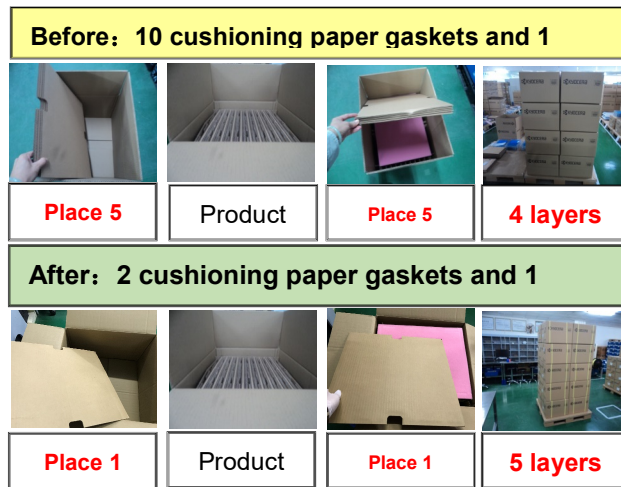 Before：10 cushioning paper gaskets and 1
Place 5
Product
Place 5
4 layers
After：2 cushioning paper gaskets and 1
Place 1
Product
Place 1
5 layers